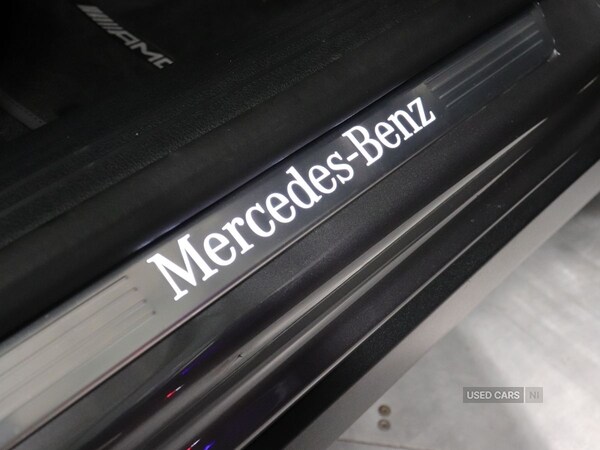 AMG
Mercedes-Benz
USED CARS NI